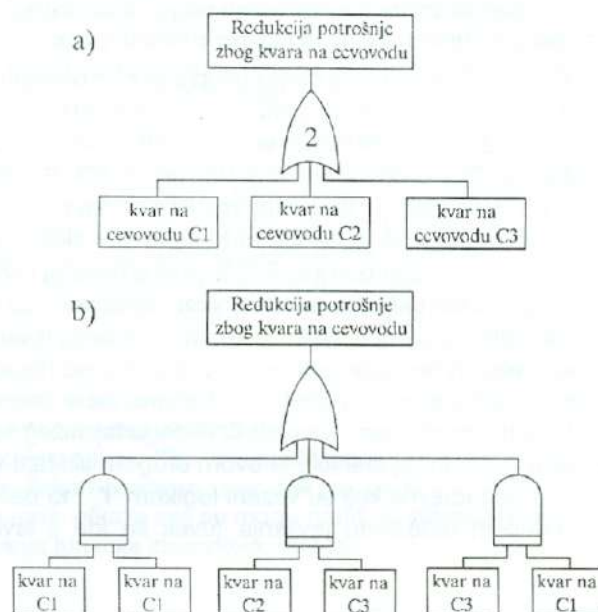 a)
Redukcija potrošnje
zbog kvara na cevovodu
2
kvar na
cevovodu C1
kvar na
cevovodu C2
kvar na
cevovodu C3
b)
Redukcija potrošnje
zbog kvara na cevovodu
kvar na
C1
kvar na
C1
kvar na
C2
kvar na
C3
kvar na
C3
kvar na
C1